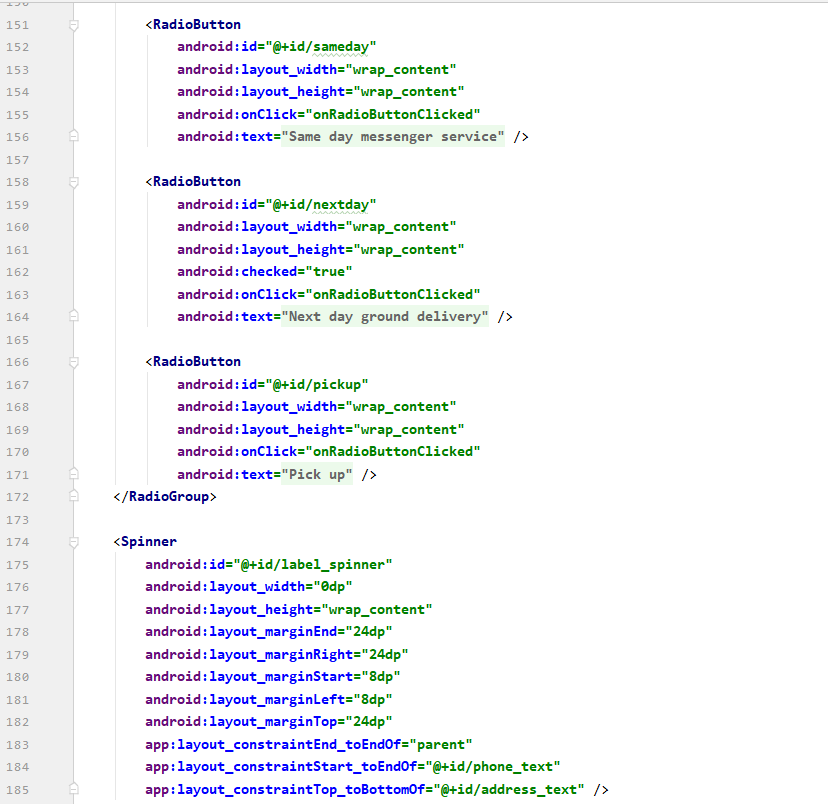 151 <RadioButton
152 android:id="@+id/sameday"
153 android:layout_width="wrap_content"
154 android:layout_height="wrap_content"
155 android:onClick="onRadioButtonClicked"
156 android:text="Same day messenger service" />
157
158 <RadioButton
159 android:id="@+id/nextday"
160 android:layout_width="wrap_content"
161 android:layout_height="wrap_content"
162 android:checked="true"
163 android:onClick="onRadioButtonClicked"
164 android:text="Next day ground delivery" />
165
166 <RadioButton
167 android:id="@+id/pickup"
168 android:layout_width="wrap_content"
169 android:layout_height="wrap_content"
170 android:onClick="onRadioButtonClicked"
171 android:text="Pick up" />
172 </RadioGroup>
173
174 <Spinner
175 android:id="@+id/label_spinner"
176 android:layout_width="0dp"
177 android:layout_height="wrap_content"
178 android:layout_marginEnd="24dp"
179 android:layout_marginRight="24dp"
180 android:layout_marginStart="8dp"
181 android:layout_marginLeft="8dp"
182 android:layout_marginTop="24dp"
183 app:layout_constraintEnd_toEndOf="parent"
184 app:layout_constraintStart_toEndOf="@+id/phone_text"
185 app:layout_constraintTop_toBottomOf="@+id/address_text" />